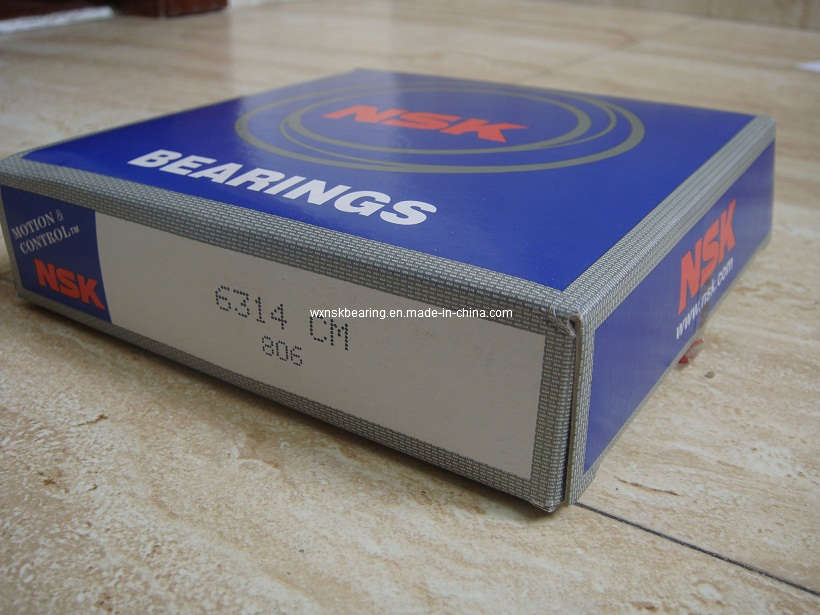 NSK
BEARINGS
MOTION &
CONTROL™
NSK
6314 CM
806
NSK
www.nsk.com
wxnskbearing.en.made-in-china.com